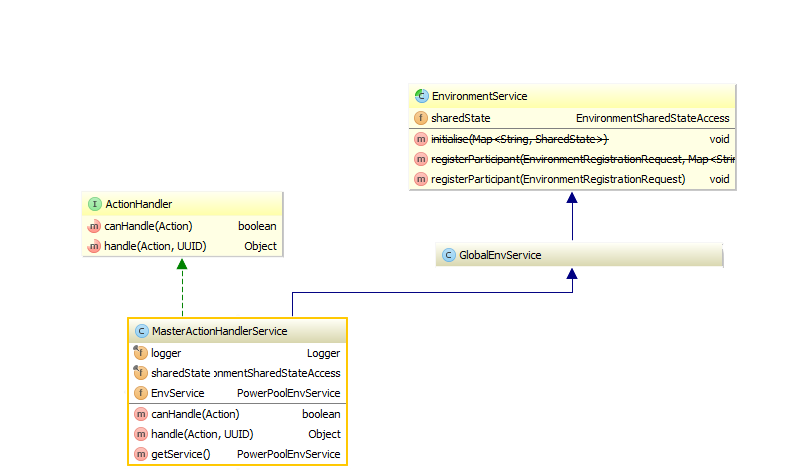 EnvironmentService
sharedState EnvironmentSharedStateAccess
initialise(Map<String, SharedState>) void
registerParticipant(EnvironmentRegistrationRequest, Map<Strin
registerParticipant(EnvironmentRegistrationRequest) void
I ActionHandler
m canHandle(Action) boolean
m handle(Action, UUID) Object
C GlobalEnvService
C MasterActionHandlerService
f logger Logger
f sharedState onmentSharedStateAccess
f EnvService PowerPoolEnvService
m canHandle(Action) boolean
m handle(Action, UUID) Object
m getService() PowerPoolEnvService